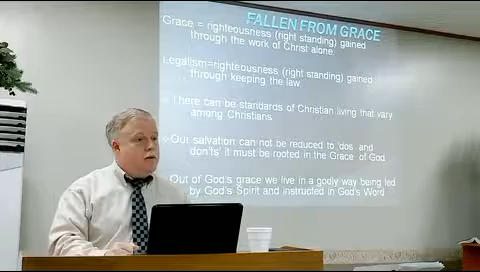 FALLEN FROM GRACE
Grace = righteousness (right standing) gained
through the work of Christ alone.
Legalism=righteousness (right standing) gained
through keeping the law.
There can be standards of Christian living that vary
among Christians
Our salvation can not be reduced to 'dos and
don'ts' it must be rooted in the Grace of God.
Out of God's grace we live in a godly way being led
by God's Spirit and instructed in God's Word